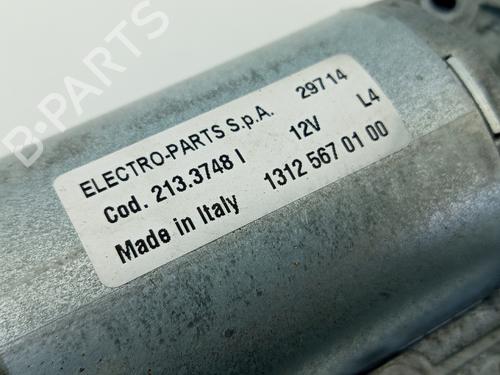 ELECTRO-PARTS S.p.A. 29714
Cod. 213.3748 I 12V L4
Made in Italy 1312 567 01 00
B-PARTS